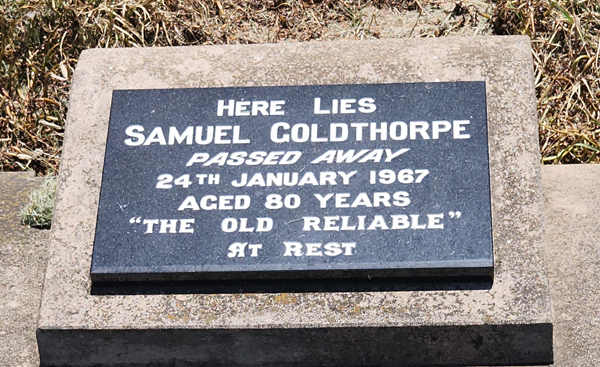 HERE LIES
SAMUEL GOLDTHORPE
PASSED AWAY
24TH JANUARY 1967
AGED 80 YEARS
“THE OLD RELIABLE”
AT REST